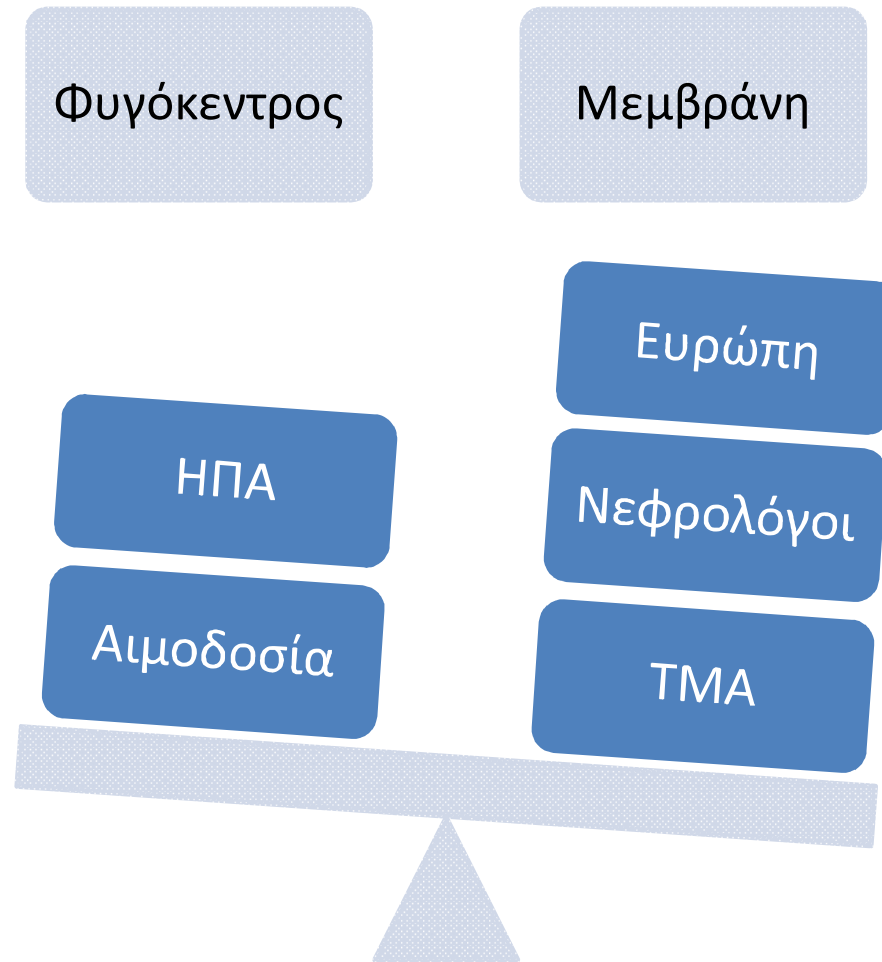 Φυγόκεντρος
Μεμβράνη
ΗΠΑ
Αιμοδοσία
Ευρώπη
Νεφρολόγοι
ΤΜΑ